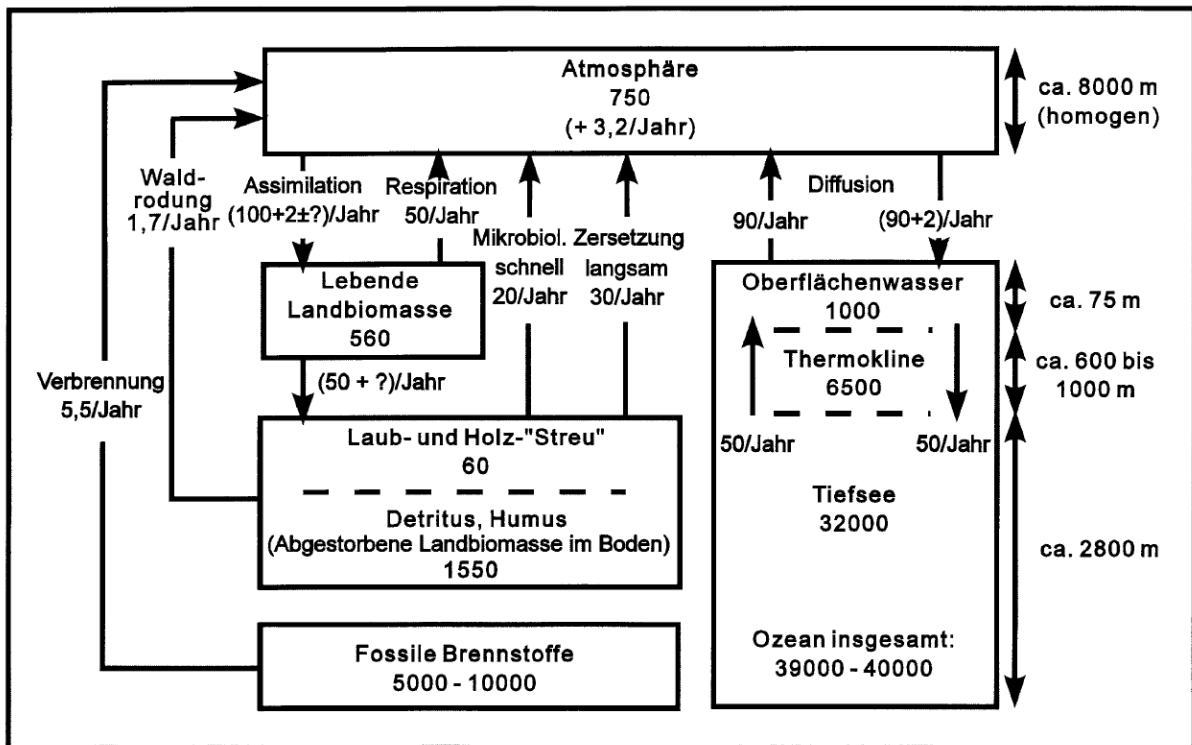 Atmosphäre
750
(+ 3,2/Jahr)
ca. 8000 m
(homogen)
Wald-
rodung
1,7/Jahr
Assimilation
(100+2±?)/Jahr
Respiration
50/Jahr
Mikrobiol. Zersetzung
schnell langsam
20/Jahr 30/Jahr
Diffusion
90/Jahr
(90+2)/Jahr
Lebende
Landbiomasse
560
Oberflächenwasser
1000
ca. 75 m
Thermokline
6500
ca. 600 bis
1000 m
Verbrennung
5,5/Jahr
(50 + ?)/Jahr
Laub- und Holz-"Streu"
60
Detritus, Humus
(Abgestorbene Landbiomasse im Boden)
1550
50/Jahr
50/Jahr
Tiefsee
32000
ca. 2800 m
Fossile Brennstoffe
5000 - 10000
Ozean insgesamt:
39000 - 40000